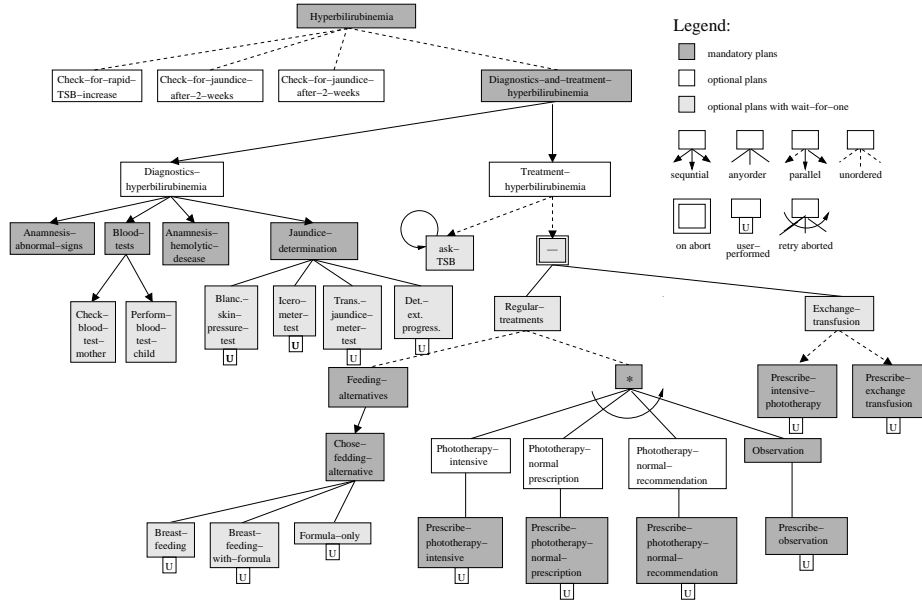 Hyperbilirubinemia
Legend:
mandatory plans
optional plans
optional plans with wait-for-one
sequntial
anyorder
parallel
unordered
on abort
user-
performed
retry aborted
U
Check-for-rapid-
TSB-increase
Check-for-jaundice-
after-2-weeks
Check-for-jaundice-
after-2-weeks
Diagnostics-and-treatment-
hyperbilirubinemia
Diagnostics-
hyperbilirubinemia
Treatment-
hyperbilirubinemia
Anamnesis-
abnormal-signs
Blood-
tests
Anamnesis-
hemolytic-
desease
Jaundice-
determination
ask-
TSB
—
Check-
blood-
test-
mother
Perform-
blood-
test-
child
Blanc.-
skin-
pressure-
test
U
Icero-
meter-
test
U
Trans.-
jaundice-
meter-
test
U
Det.-
ext.
progress.
U
Regular-
treatments
Exchange-
transfusion
Feeding-
alternatives
*
Prescribe-
intensive-
phototherapy
U
Prescribe-
exchange
transfusion
U
Chose-
fedding-
alternative
Phototherapy-
intensive
Phototherapy-
normal
prescription
Phototherapy-
normal-
recommendation
Observation
Breast-
feeding
U
Breast-
feeding-
with-formula
U
Formula-only
U
Prescribe-
phototherapy-
intensive
U
Prescribe-
phototherapy-
normal-
prescription
U
Prescribe-
phototherapy-
normal-
recommendation
U
Prescribe-
observation
U